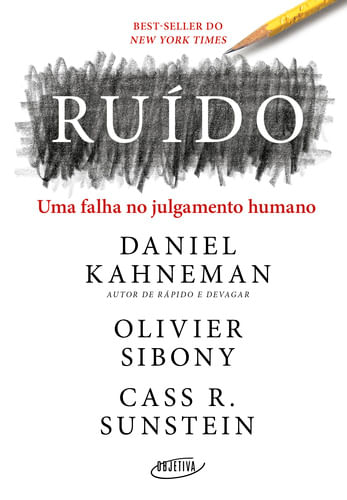 BEST-SELLER DO
NEW YORK TIMES
RUÍDO
Uma falha no julgamento humano
DANIEL
KAHNEMAN
AUTOR DE RÁPIDO E DEVAGAR
OLIVIER
SIBONY
CASS R.
SUNSTEIN
OBJETIVA